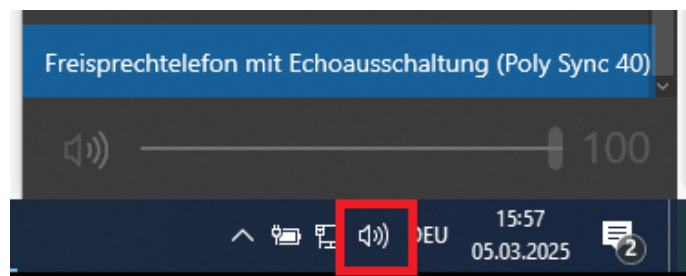 Freisprechtelefon mit Echoausschaltung (Poly Sync 40)
100
15:57
DEU
05.03.2025
2